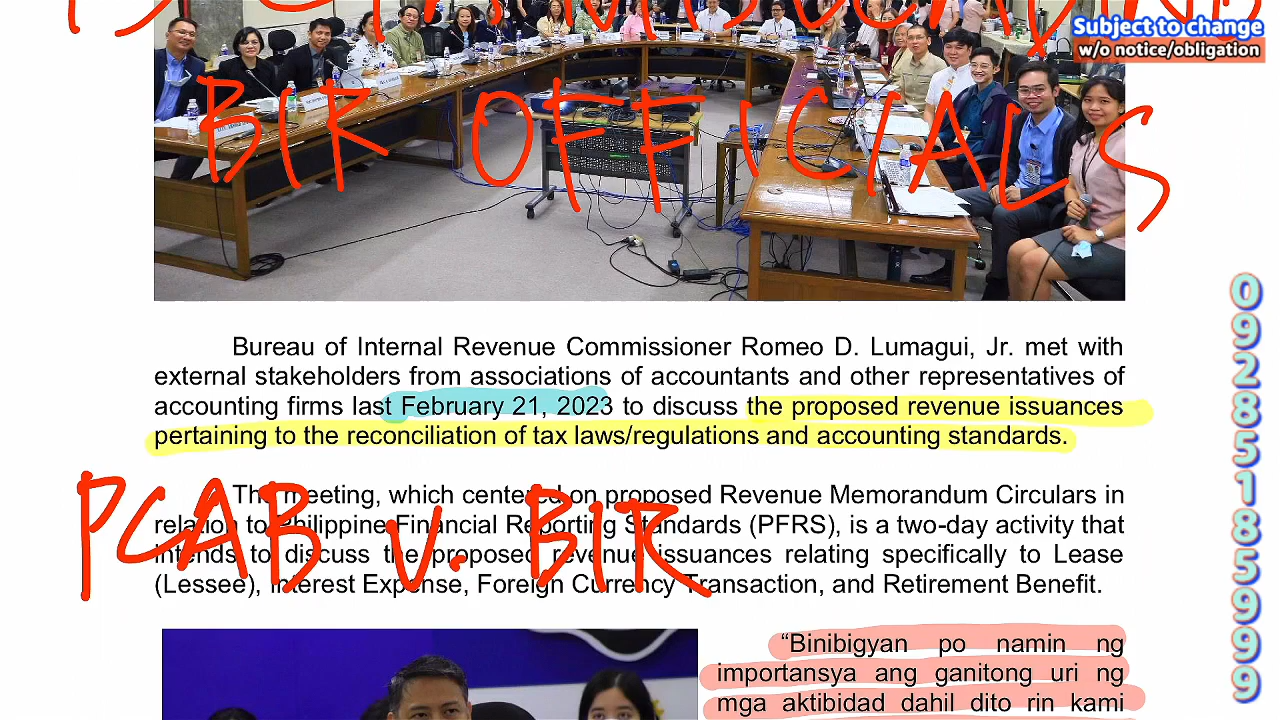 Subject to change
w/o notice/obligation
BIR OFFICIALS
Bureau of Internal Revenue Commissioner Romeo D. Lumagui, Jr. met with
external stakeholders from associations of accountants and other representatives of
accounting firms last February 21, 2023 to discuss the proposed revenue issuances
pertaining to the reconciliation of tax laws/regulations and accounting standards.
PCAB v. BIR
The meeting, which centered on proposed Revenue Memorandum Circulars in
relation to Philippine Financial Reporting Standards (PFRS), is a two-day activity that
intends to discuss the proposed revenue issuances relating specifically to Lease
(Lessee), Interest Expense, Foreign Currency Transaction, and Retirement Benefit.
“Binibigyan po namin ng
importansya ang ganitong uri ng
mga aktibidad dahil dito rin kami
09285185999